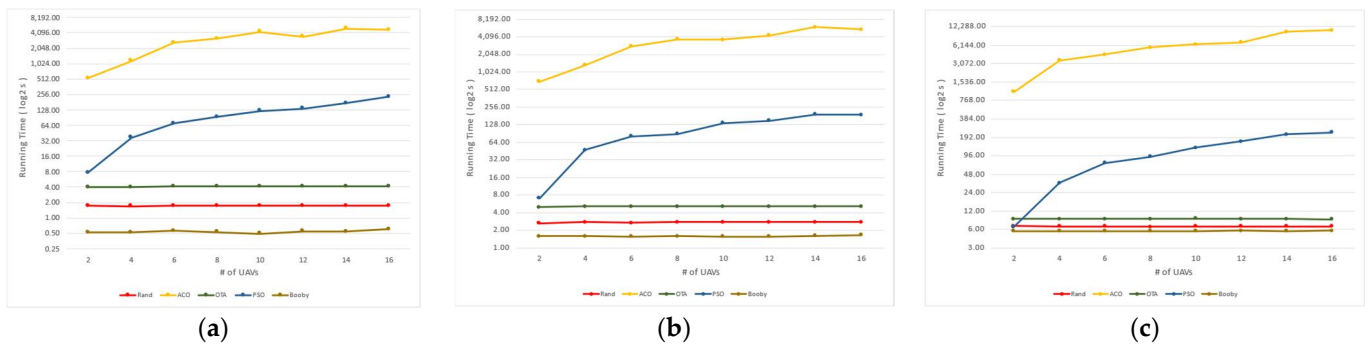 8,192.00
4,096.00
2,048.00
1,024.00
512.00
256.00
128.00
64.00
32.00
16.00
8.00
4.00
2.00
1.00
0.50
0.25
Running Time ( log2 s )
2 4 6 8 10 12 14 16
# of UAVs
Rand ACO OTA PSO Booby
(a)
8,192.00
4,096.00
2,048.00
1,024.00
512.00
256.00
128.00
64.00
32.00
16.00
8.00
4.00
2.00
1.00
Running Time ( log2 s )
2 4 6 8 10 12 14 16
# of UAVs
Rand ACO OTA PSO Booby
(b)
12,288.00
6,144.00
3,072.00
1,536.00
768.00
384.00
192.00
96.00
48.00
24.00
12.00
6.00
3.00
Running Time ( log2 s )
2 4 6 8 10 12 14 16
# of UAVs
Rand ACO OTA PSO Booby
(c)